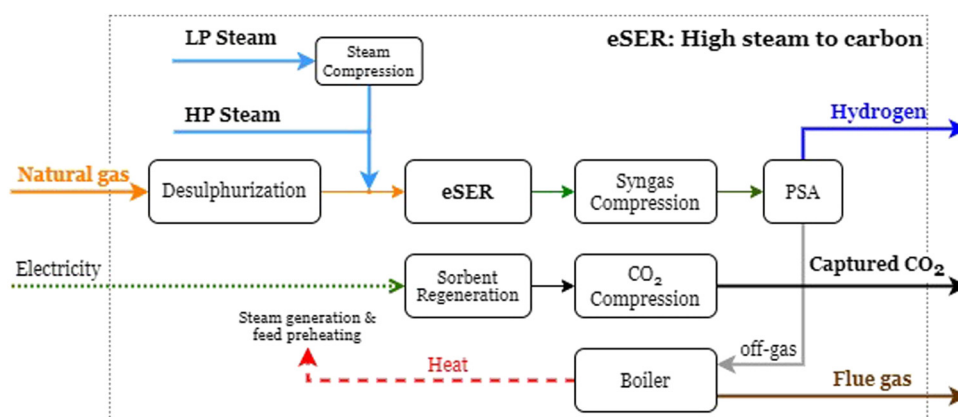 LP Steam
Steam
Compression
eSER: High steam to carbon
HP Steam
Hydrogen
Natural gas
Desulphurization
eSER
Syngas
Compression
PSA
Electricity
Sorbent
Regeneration
CO₂
Compression
Captured CO₂
Steam generation &
feed preheating
Heat
Boiler
off-gas
Flue gas